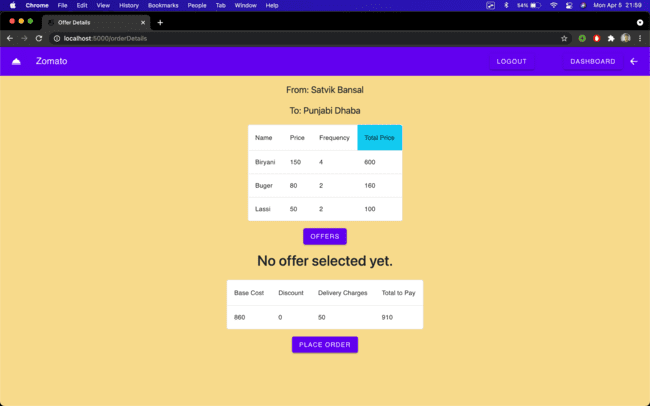 Chrome File Edit View History Bookmarks People Tab Window Help 54% Mon Apr 5 21:59
Offer Details
localhost:5000/orderDetails
Zomato LOGOUT DASHBOARD
From: Satvik Bansal
To: Punjabi Dhaba
Name Price Frequency Total Price
Biryani 150 4 600
Buger 80 2 160
Lassi 50 2 100
OFFERS
No offer selected yet.
Base Cost Discount Delivery Charges Total to Pay
860 0 50 910
PLACE ORDER